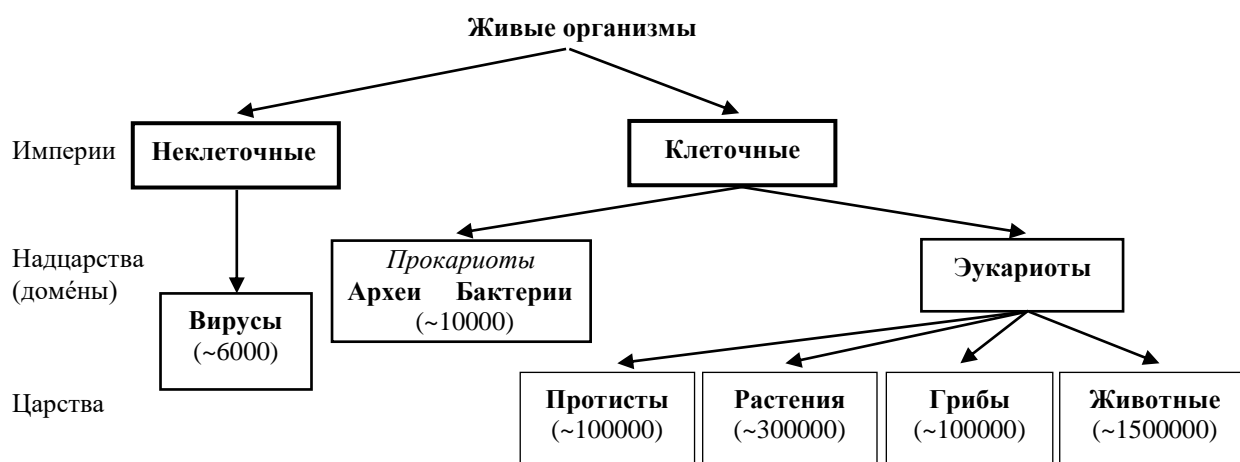 Живые организмы
Империи
Неклеточные
Клеточные
Надцарства
(доме́ны)
Прокариоты
Археи Бактерии
(~10000)
Эукариоты
Вирусы
(~6000)
Царства
Протисты
(~100000)
Растения
(~300000)
Грибы
(~100000)
Животные
(~1500000)